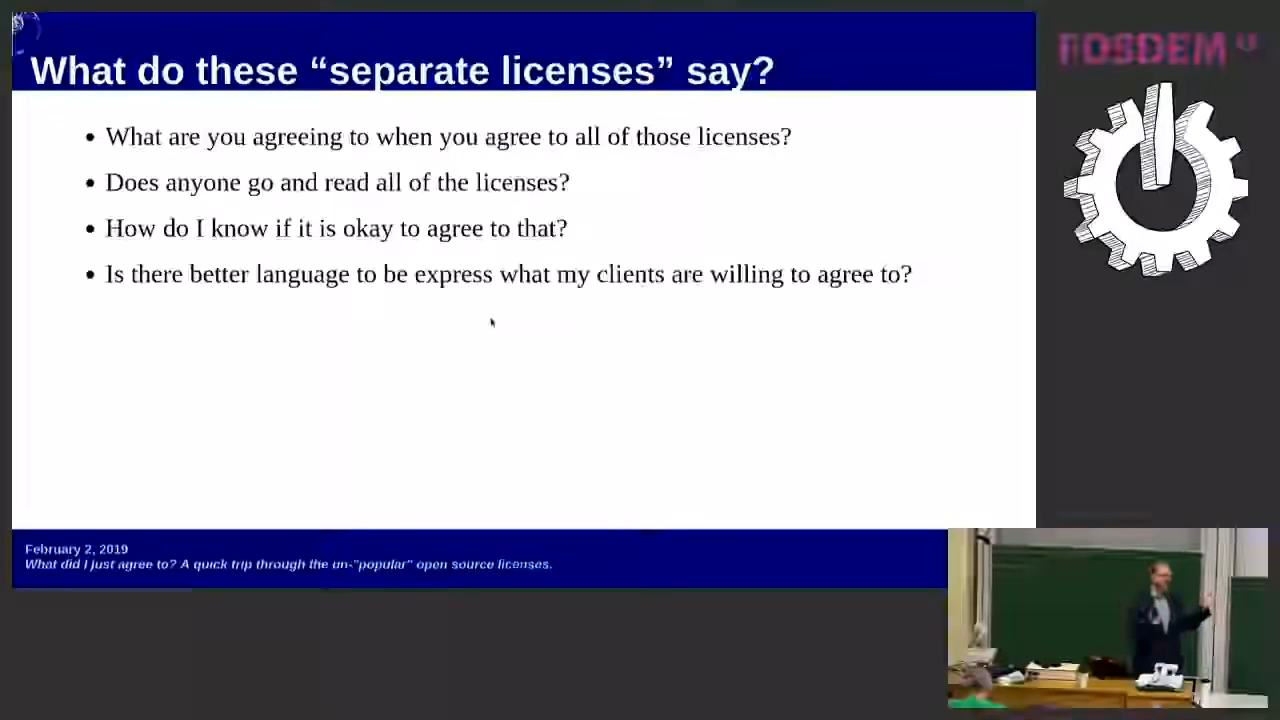 What do these “separate licenses” say?
• What are you agreeing to when you agree to all of those licenses?
• Does anyone go and read all of the licenses?
• How do I know if it is okay to agree to that?
• Is there better language to be express what my clients are willing to agree to?
February 2, 2019
What did I just agree to? A quick trip through the un-"popular" open source licenses.
FOSDEM